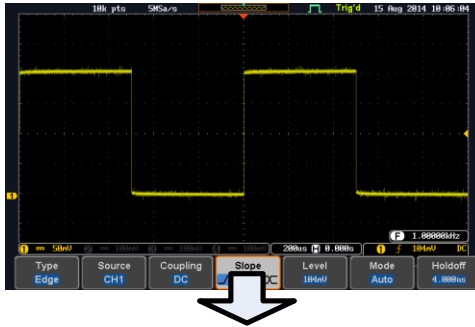 10k pts 5MSa/s Trig'd 15 Aug 2014 10:06:04
1
F 1.00000kHz
1 50mV 2 100mV 3 100mV 4 100mV 200us H 0.000s 1 f 104mV DC
Type Source Coupling Slope Level Mode Holdoff
Edge CH1 DC 104mV Auto 4.000ns